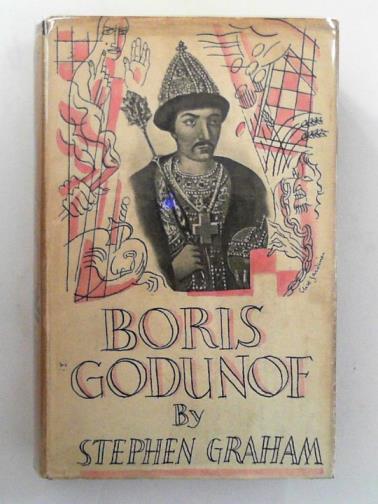 BORIS
GODUNOF
By
STEPHEN GRAHAM